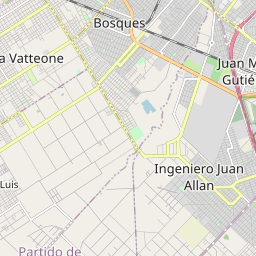 Bosques
a Vatteone
Juan M
Gutié
Ingeniero Juan
Allan
Luis
Partido de